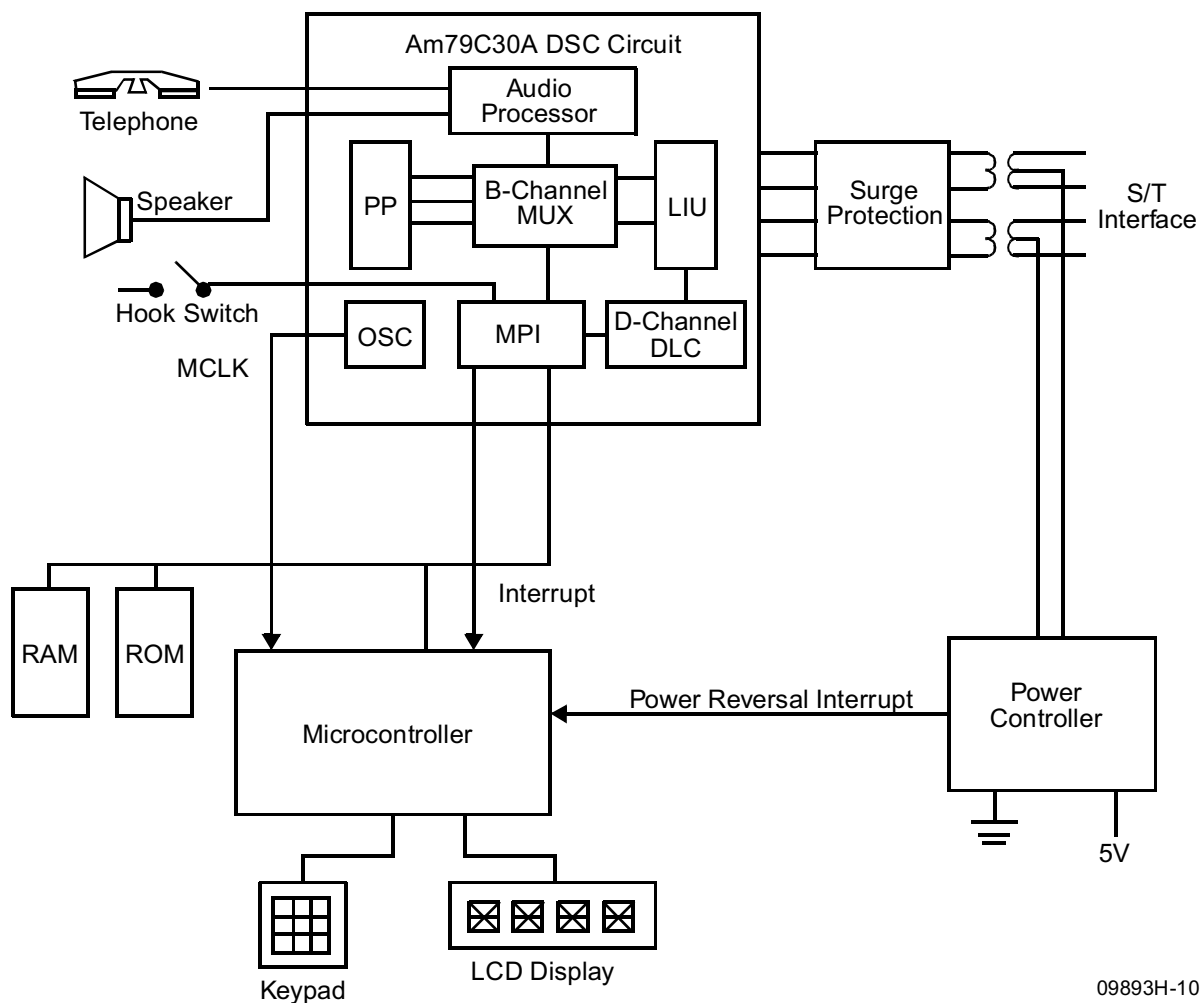 Am79C30A DSC Circuit
Telephone
Audio
Processor
Speaker
PP
B-Channel
MUX
LIU
Surge
Protection
S/T
Interface
Hook Switch
OSC
MPI
D-Channel
DLC
MCLK
Interrupt
RAM
ROM
Microcontroller
Power Reversal Interrupt
Power
Controller
5V
Keypad
LCD Display
09893H-10